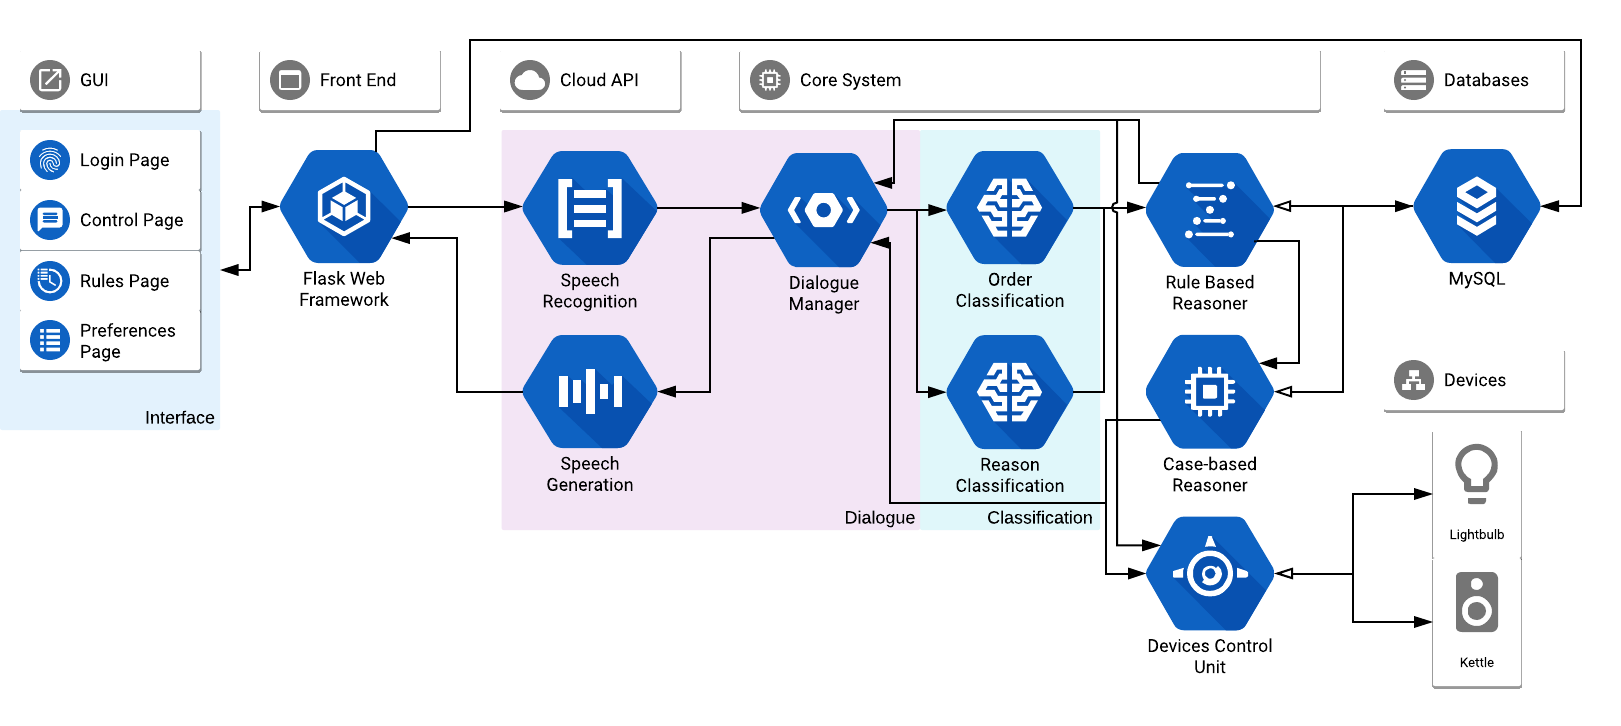 GUI
Front End
Cloud API
Core System
Databases
Login Page
Control Page
Rules Page
Preferences
Page
Interface
Flask Web
Framework
Speech
Recognition
Dialogue
Manager
Order
Classification
Rule Based
Reasoner
MySQL
Speech
Generation
Reason
Classification
Case-based
Reasoner
Dialogue
Classification
Devices
Lightbulb
Kettle
Devices Control
Unit